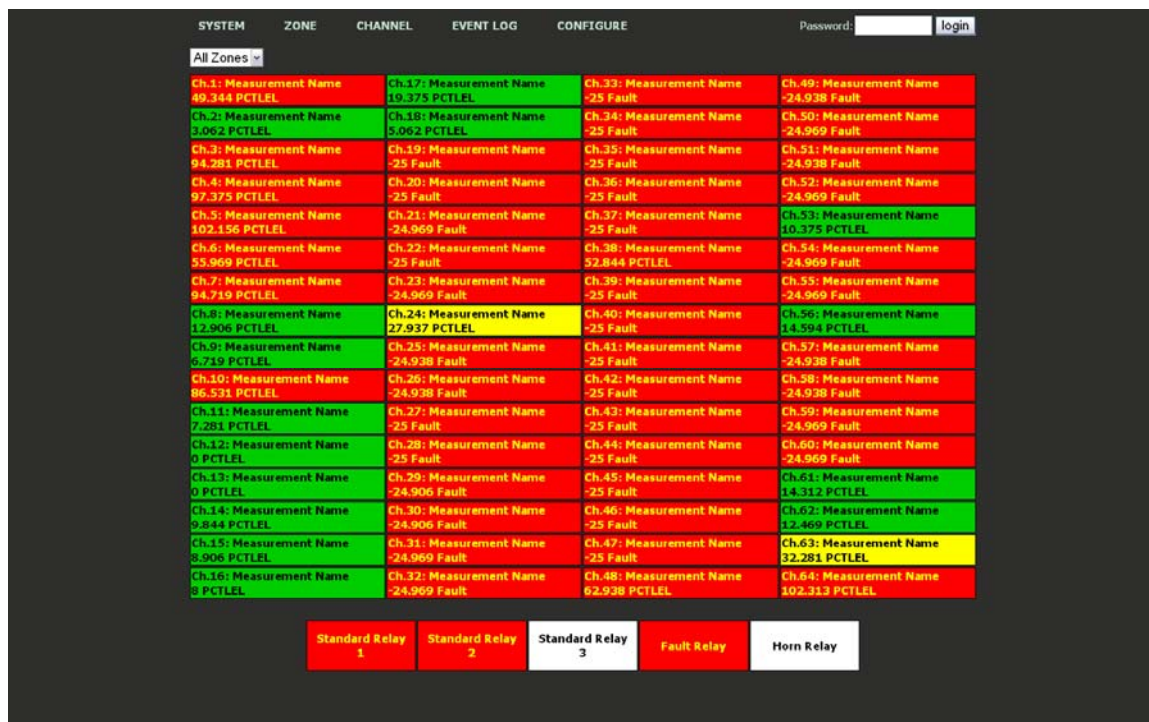 SYSTEM ZONE CHANNEL EVENT LOG CONFIGURE Password: login
All Zones
Ch.1: Measurement Name
49.344 PCTLEL
Ch.2: Measurement Name
3.062 PCTLEL
Ch.3: Measurement Name
94.281 PCTLEL
Ch.4: Measurement Name
97.375 PCTLEL
Ch.5: Measurement Name
102.156 PCTLEL
Ch.6: Measurement Name
55.969 PCTLEL
Ch.7: Measurement Name
94.719 PCTLEL
Ch.8: Measurement Name
12.906 PCTLEL
Ch.9: Measurement Name
6.719 PCTLEL
Ch.10: Measurement Name
86.531 PCTLEL
Ch.11: Measurement Name
7.281 PCTLEL
Ch.12: Measurement Name
0 PCTLEL
Ch.13: Measurement Name
0 PCTLEL
Ch.14: Measurement Name
9.844 PCTLEL
Ch.15: Measurement Name
8.906 PCTLEL
Ch.16: Measurement Name
8 PCTLEL
Ch.17: Measurement Name
19.375 PCTLEL
Ch.18: Measurement Name
5.062 PCTLEL
Ch.19: Measurement Name
-25 Fault
Ch.20: Measurement Name
-25 Fault
Ch.21: Measurement Name
-24.969 Fault
Ch.22: Measurement Name
-25 Fault
Ch.23: Measurement Name
-24.969 Fault
Ch.24: Measurement Name
27.937 PCTLEL
Ch.25: Measurement Name
-24.938 Fault
Ch.26: Measurement Name
-24.938 Fault
Ch.27: Measurement Name
-25 Fault
Ch.28: Measurement Name
-25 Fault
Ch.29: Measurement Name
-24.906 Fault
Ch.30: Measurement Name
-24.906 Fault
Ch.31: Measurement Name
-24.969 Fault
Ch.32: Measurement Name
-24.969 Fault
Ch.33: Measurement Name
-25 Fault
Ch.34: Measurement Name
-25 Fault
Ch.35: Measurement Name
-25 Fault
Ch.36: Measurement Name
-25 Fault
Ch.37: Measurement Name
-25 Fault
Ch.38: Measurement Name
52.844 PCTLEL
Ch.39: Measurement Name
-25 Fault
Ch.40: Measurement Name
-25 Fault
Ch.41: Measurement Name
-25 Fault
Ch.42: Measurement Name
-25 Fault
Ch.43: Measurement Name
-25 Fault
Ch.44: Measurement Name
-25 Fault
Ch.45: Measurement Name
-25 Fault
Ch.46: Measurement Name
-25 Fault
Ch.47: Measurement Name
-25 Fault
Ch.48: Measurement Name
62.938 PCTLEL
Ch.49: Measurement Name
-24.938 Fault
Ch.50: Measurement Name
-24.969 Fault
Ch.51: Measurement Name
-24.938 Fault
Ch.52: Measurement Name
-24.969 Fault
Ch.53: Measurement Name
10.375 PCTLEL
Ch.54: Measurement Name
-24.969 Fault
Ch.55: Measurement Name
-24.969 Fault
Ch.56: Measurement Name
14.594 PCTLEL
Ch.57: Measurement Name
-24.938 Fault
Ch.58: Measurement Name
-24.938 Fault
Ch.59: Measurement Name
-24.969 Fault
Ch.60: Measurement Name
-24.969 Fault
Ch.61: Measurement Name
14.312 PCTLEL
Ch.62: Measurement Name
12.469 PCTLEL
Ch.63: Measurement Name
32.281 PCTLEL
Ch.64: Measurement Name
102.313 PCTLEL
Standard Relay
1
Standard Relay
2
Standard Relay
3
Fault Relay
Horn Relay